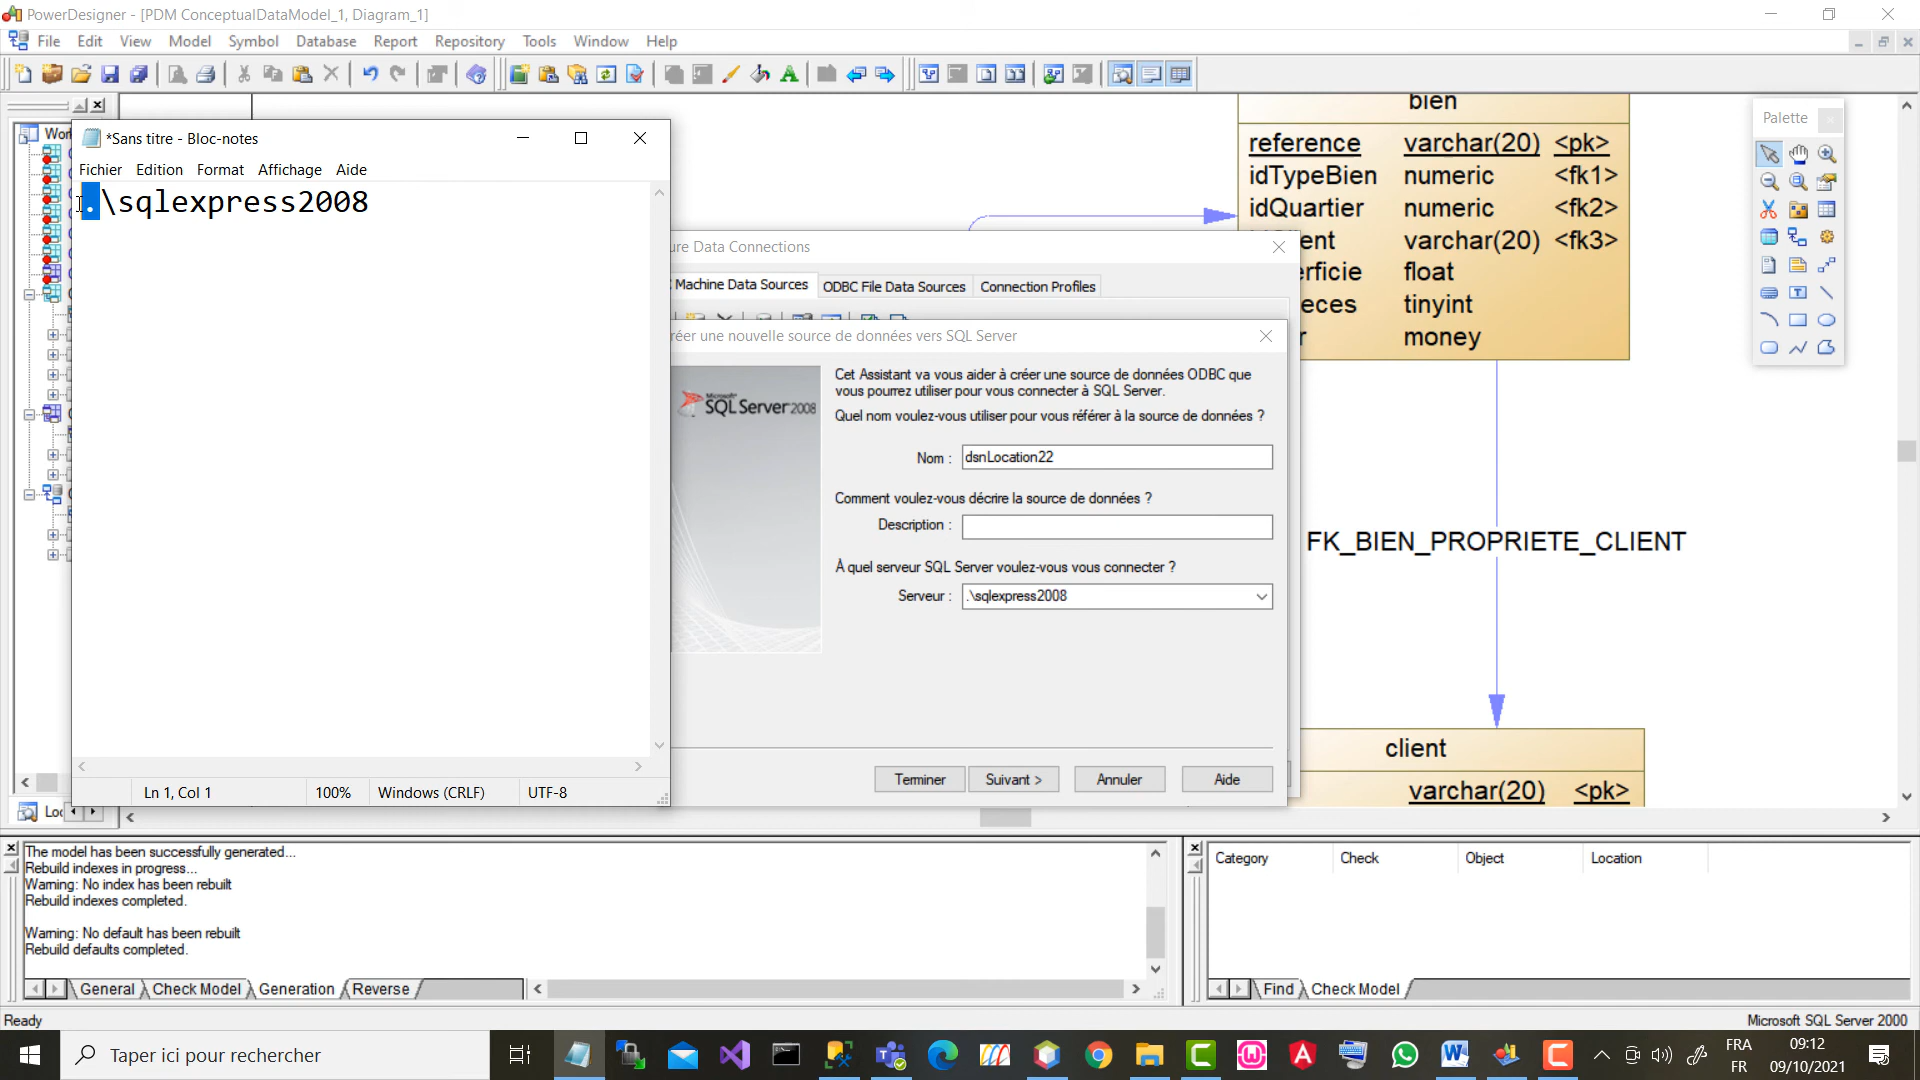 PowerDesigner - [PDM ConceptualDataModel_1, Diagram_1]
File Edit View Model Symbol Database Report Repository Tools Window Help
Palette
*Sans titre - Bloc-notes
Fichier Edition Format Affichage Aide
.\sqlexpress2008
Ln 1, Col 1 100% Windows (CRLF) UTF-8
bien
reference varchar(20) <pk>
idTypeBien numeric <fk1>
idQuartier numeric <fk2>
ent varchar(20) <fk3>
erficie float
eces tinyint
r money
FK_BIEN_PROPRIETE_CLIENT
client
varchar(20) <pk>
ure Data Connections
Machine Data Sources ODBC File Data Sources Connection Profiles
réer une nouvelle source de données vers SQL Server
Microsoft
SQL Server 2008
Cet Assistant va vous aider à créer une source de données ODBC que
vous pourrez utiliser pour vous connecter à SQL Server.
Quel nom voulez-vous utiliser pour vous référer à la source de données ?
Nom : dsnLocation22
Comment voulez-vous décrire la source de données ?
Description :
À quel serveur SQL Server voulez-vous vous connecter ?
Serveur : .\sqlexpress2008
Terminer Suivant > Annuler Aide
The model has been successfully generated...
Rebuild indexes in progress...
Warning: No index has been rebuilt
Rebuild indexes completed.
Warning: No default has been rebuilt
Rebuild defaults completed.
General Check Model Generation Reverse
Category Check Object Location
Find Check Model
Ready
Microsoft SQL Server 2000
Taper ici pour rechercher
FRA
FR
09:12
09/10/2021